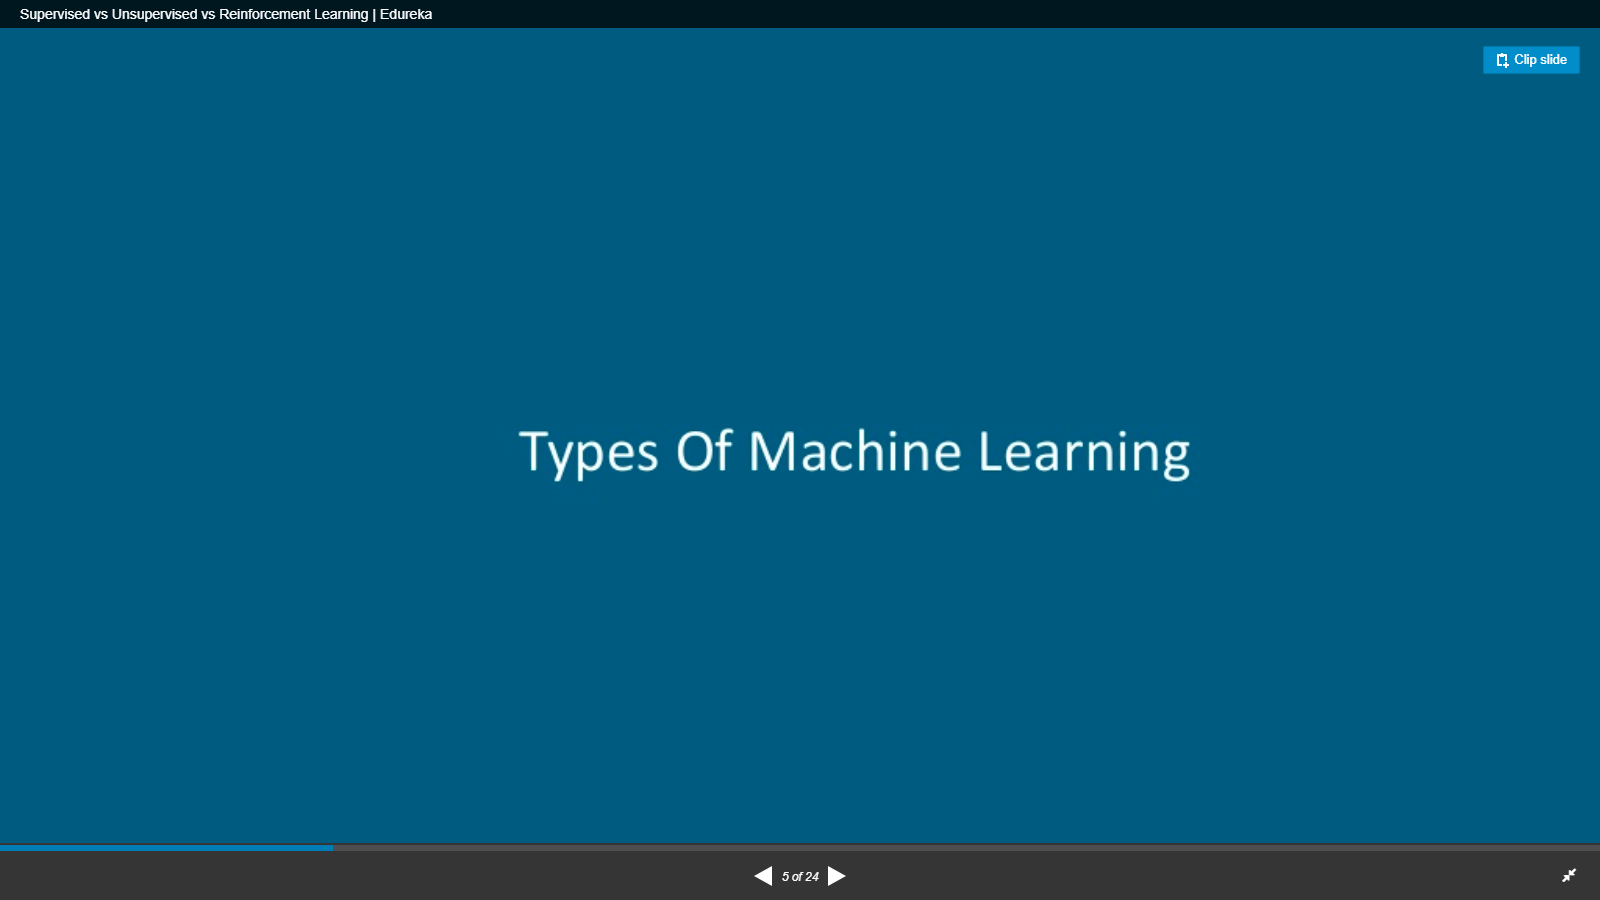 Supervised vs Unsupervised vs Reinforcement Learning | Edureka
Clip slide
Types Of Machine Learning
5 of 24